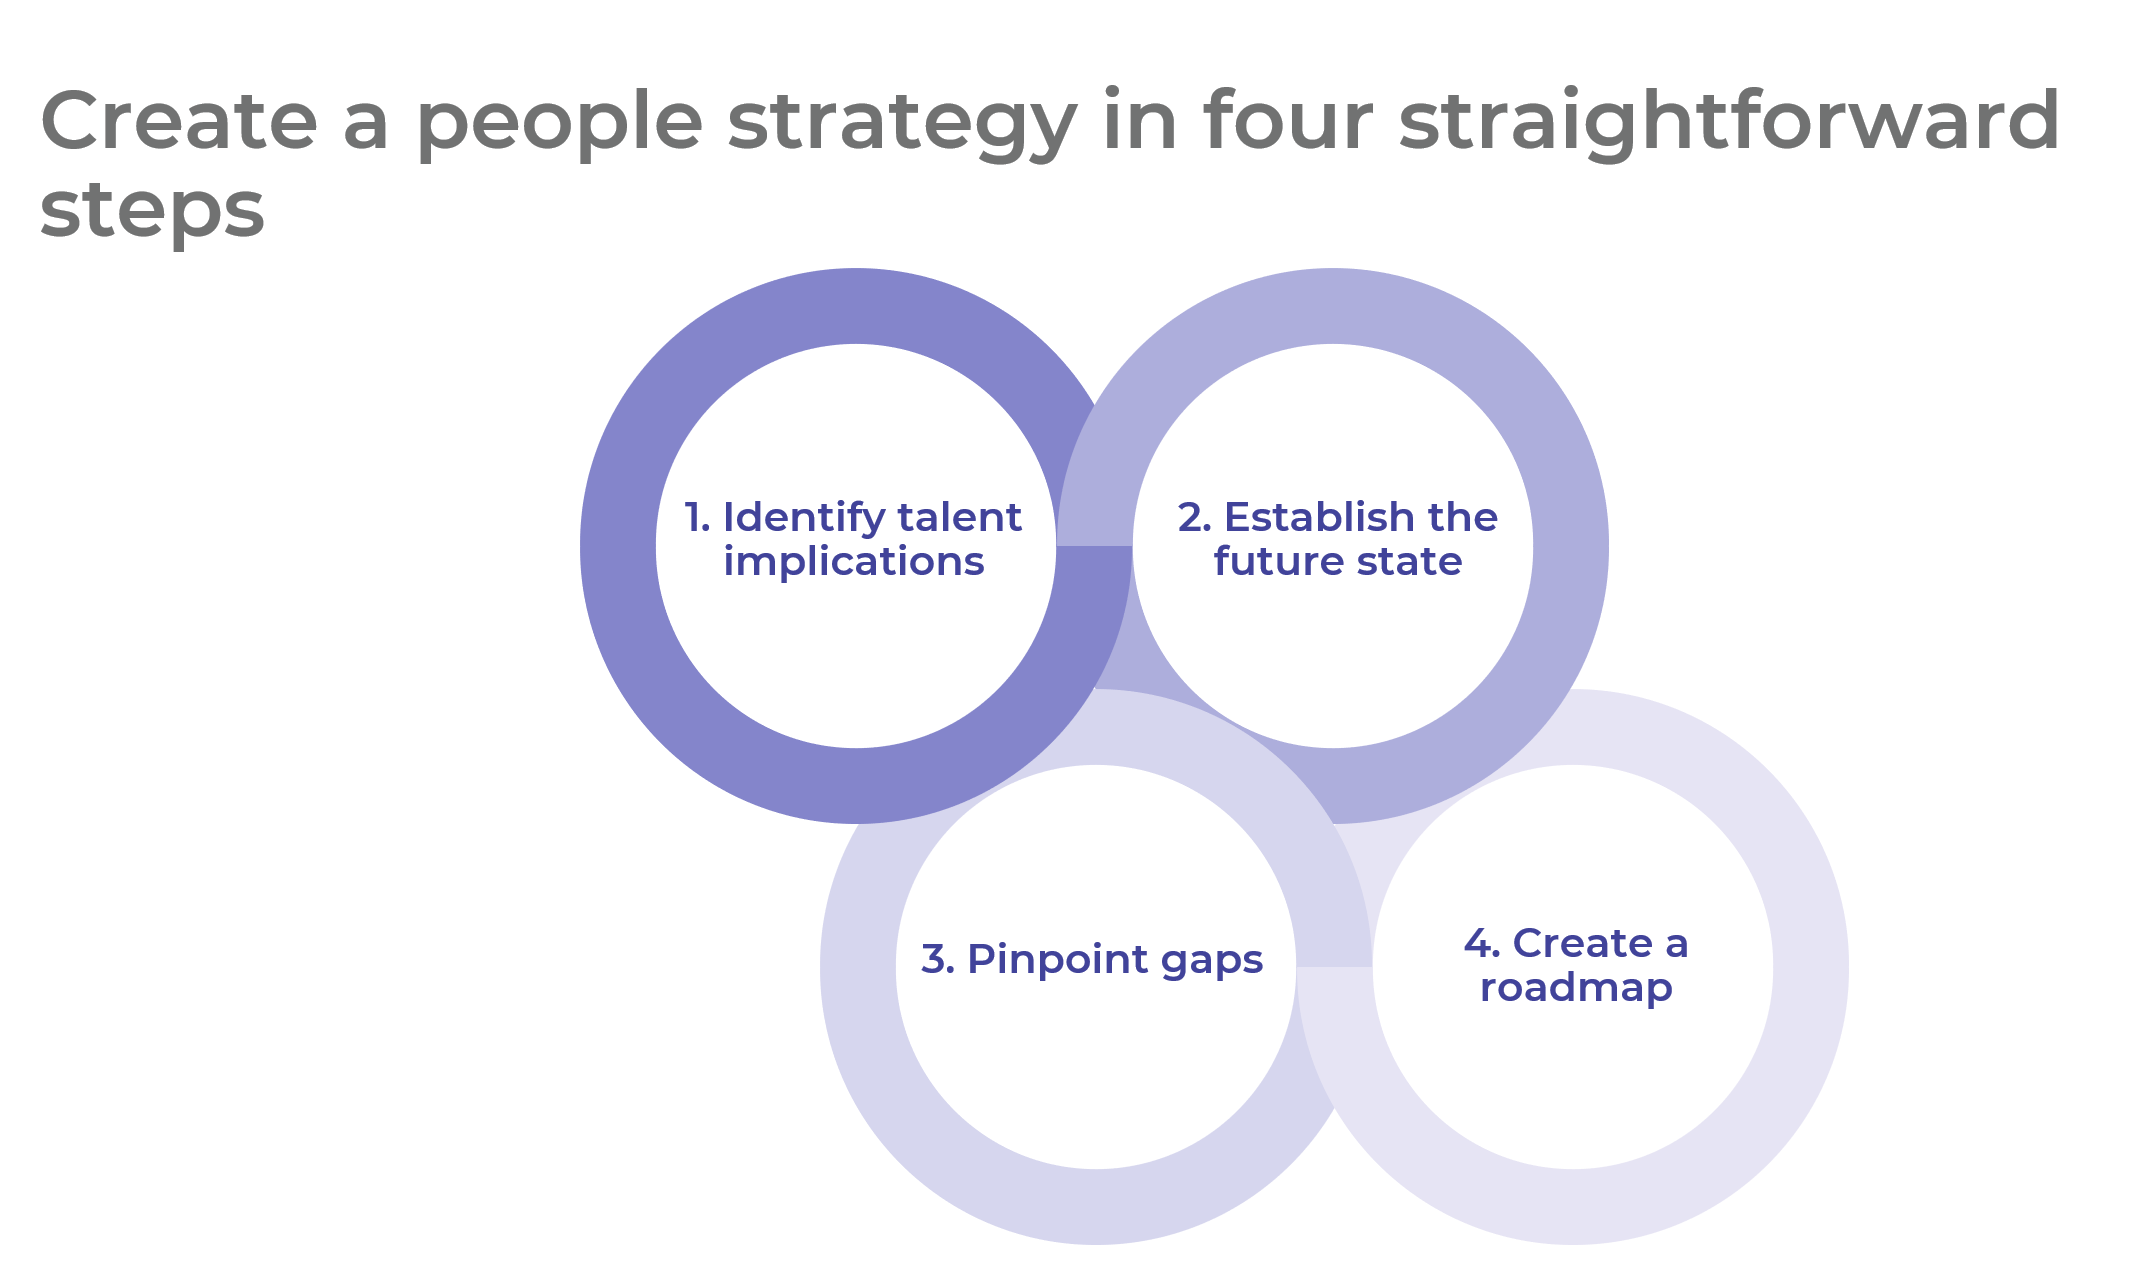 Create a people strategy in four straightforward
steps
1. Identify talent
implications
2. Establish the
future state
3. Pinpoint gaps
4. Create a
roadmap